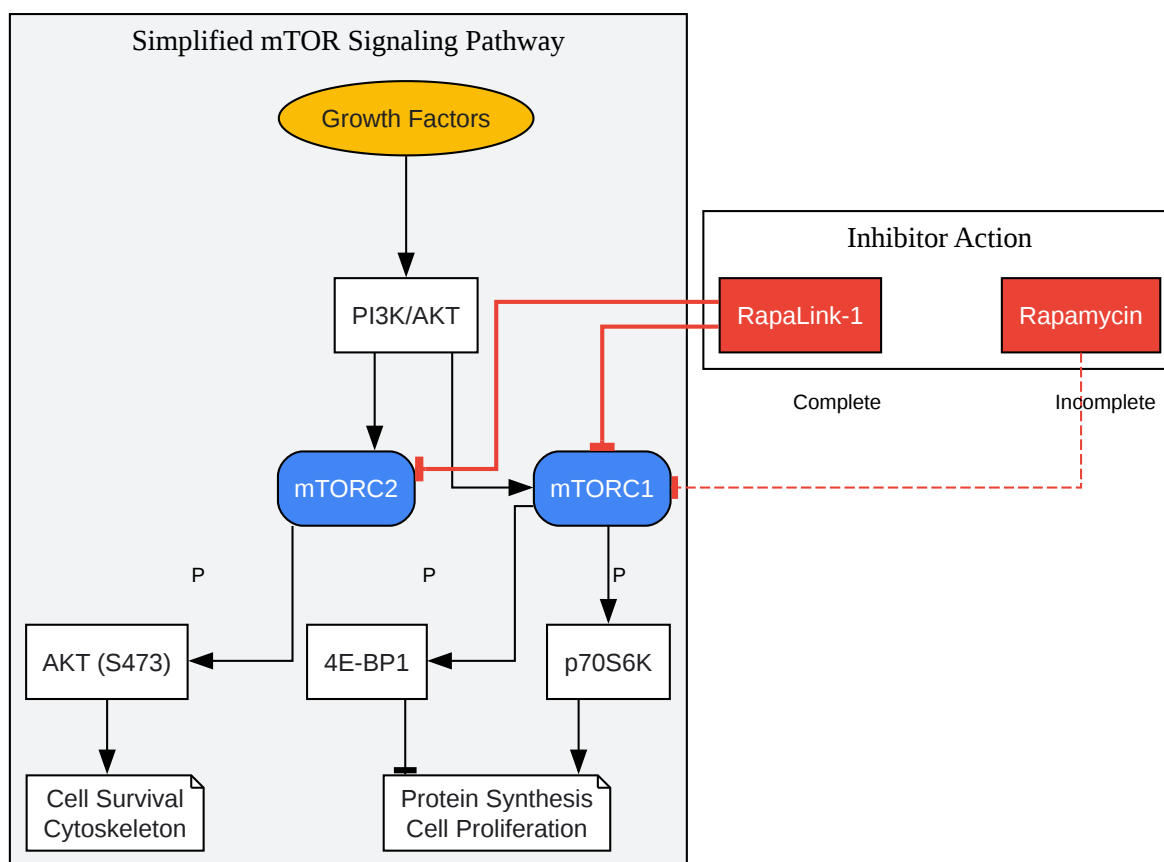 Simplified mTOR Signaling Pathway
Growth Factors
Inhibitor Action
PI3K/AKT
RapaLink-1
Rapamycin
Complete
Incomplete
mTORC2
mTORC1
P
P
P
AKT (S473)
4E-BP1
p70S6K
Cell Survival
Cytoskeleton
Protein Synthesis
Cell Proliferation